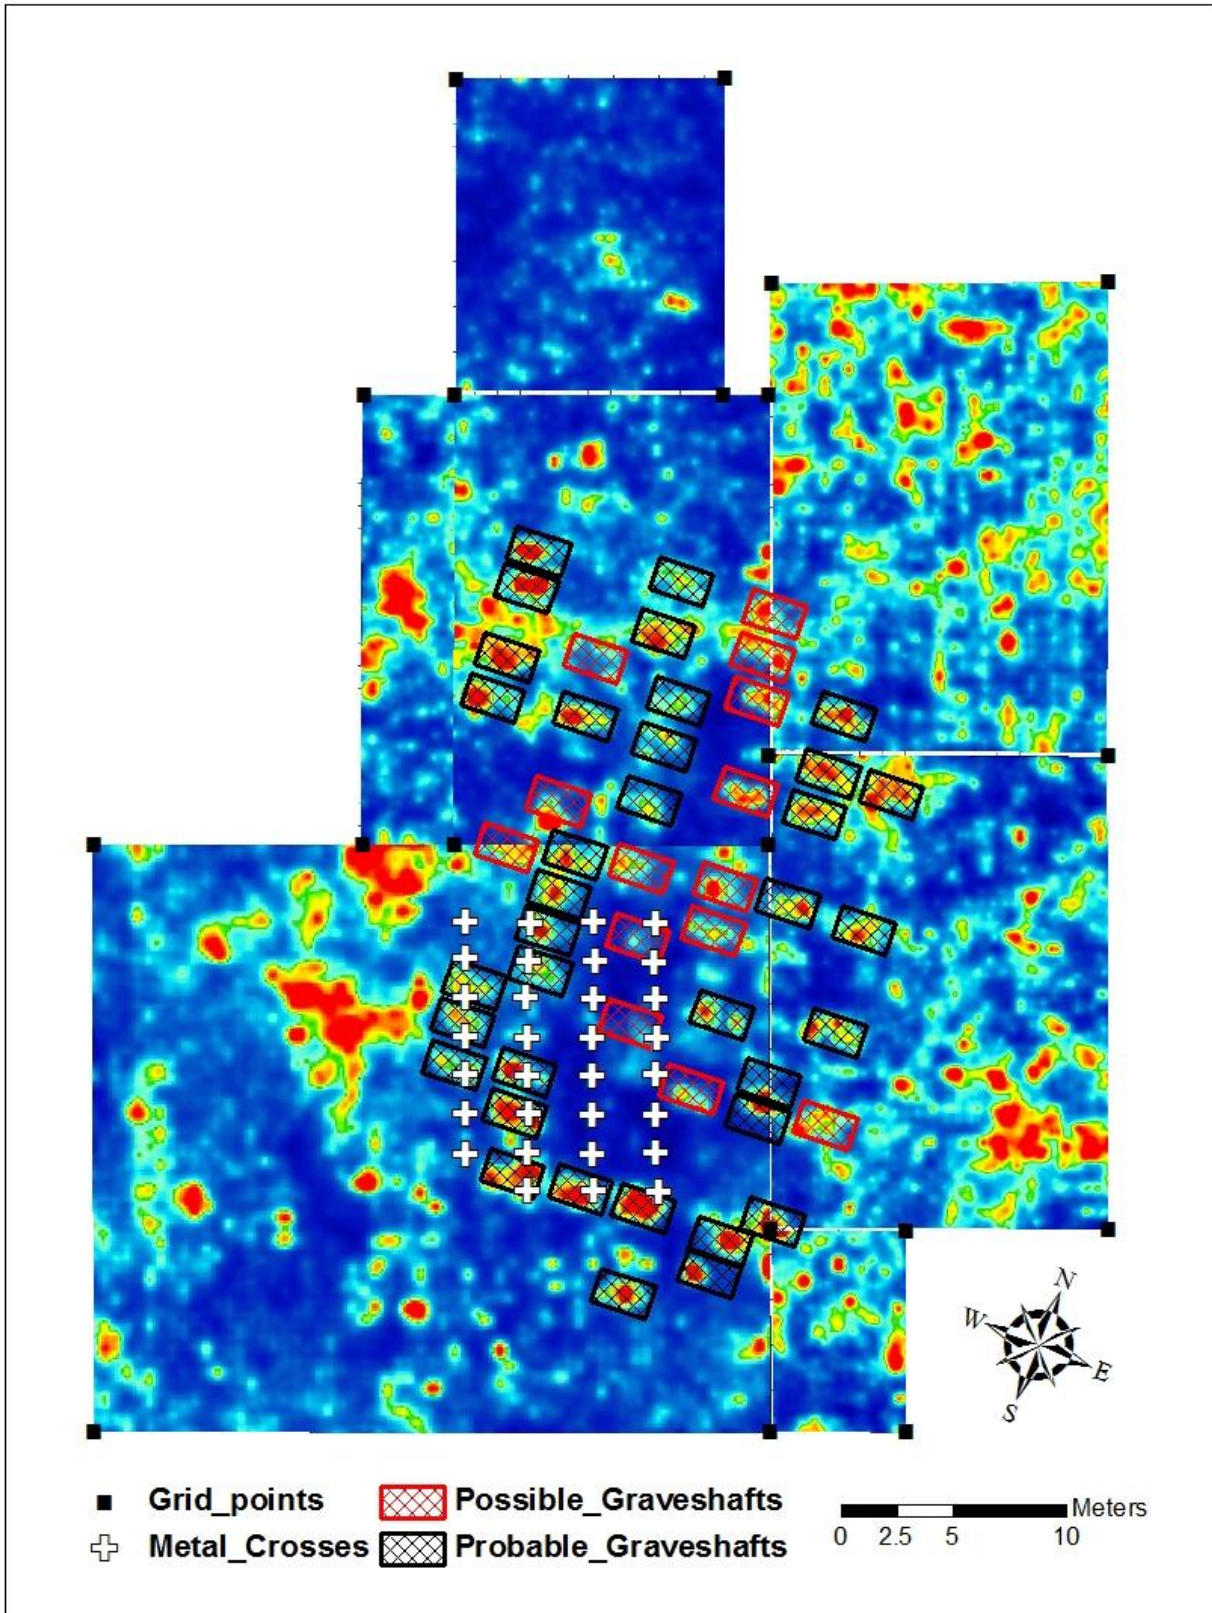 N
W
E
S
Grid_points Possible_Graveshafts
Metal_Crosses Probable_Graveshafts
Meters
0 2.5 5 10